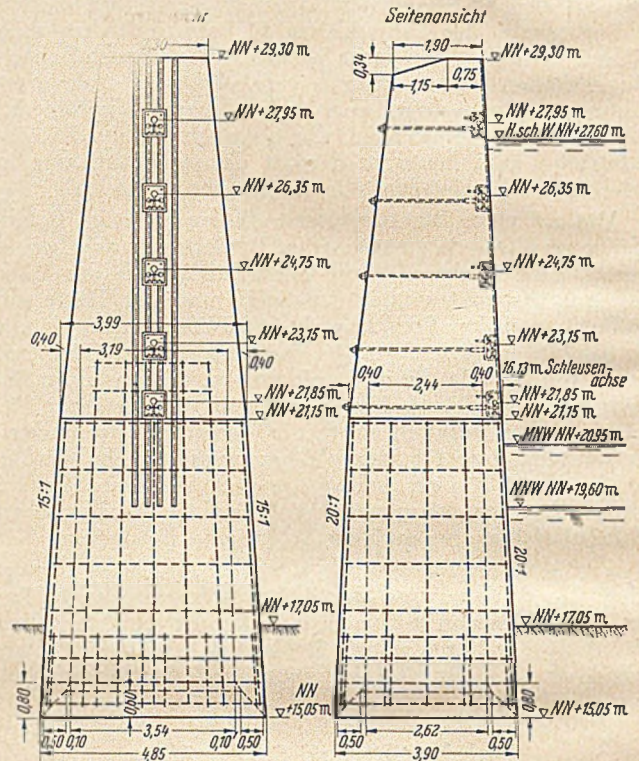 Seitenansicht
NN+29,30 m
NN+27,95 m
NN+26,35 m
NN+24,75 m
3,99
0,40
3,19
0,40
NN+23,15 m
NN+21,85 m
NN+21,15 m
15:1
15:1
NN+17,05 m
0,80
0,60
NN
+15,05 m
0,50
0,10
3,54
0,10
0,50
4,85
1,90
NN+29,30 m
0,34
1,15
0,75
NN+27,95 m
H.sch.W. NN+27,60 m
NN+26,35 m
NN+24,75 m
NN+23,15 m
16,13 m Schleusen-
achse
0,40
2,44
0,40
NN+21,85 m
NN+21,15 m
MNW NN+20,95 m
NNW NN+19,60 m
20:1
20:1
NN+17,05 m
0,80
NN+15,05 m
0,50
2,62
0,50
3,90